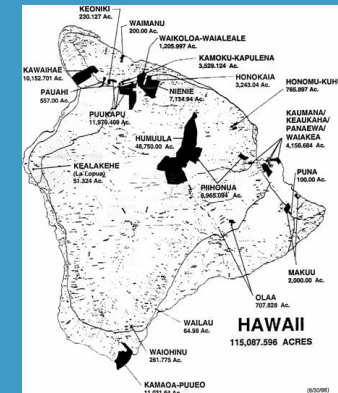 KEONIKI
230.127 Ac.
WAIMANU
200.00 Ac.
WAIKOLOA-WAIALEALE
1,205.997 Ac.
KAMOKU-KAPULENA
3,529.124 Ac.
KAWAIHAE
10,152.701 Ac.
HONOKAIA
3,243.04 Ac.
PAUAHI
557.00 Ac.
NIENIE
7,134.94 Ac.
HONOMU-KUH
765.897 Ac.
PUUKAPU
11,979.409 Ac.
KAUMANA/
KEAUKAHA/
PANAEWA/
WAIAKEA
4,156.684 Ac.
HUMUULA
48,750.00 Ac.
KEALAKEHE
(La'i Opua)
51.324 Ac.
PUNA
100.00 Ac.
PIIHONUA
8,965.094 Ac.
MAKUU
2,000.00 Ac.
OLAA
707.828 Ac.
WAILAU
64.98 Ac.
HAWAII
115,087.596 ACRES
WAIOHINU
261.775 Ac.
KAMAOA-PUUEO
(6/30/98)